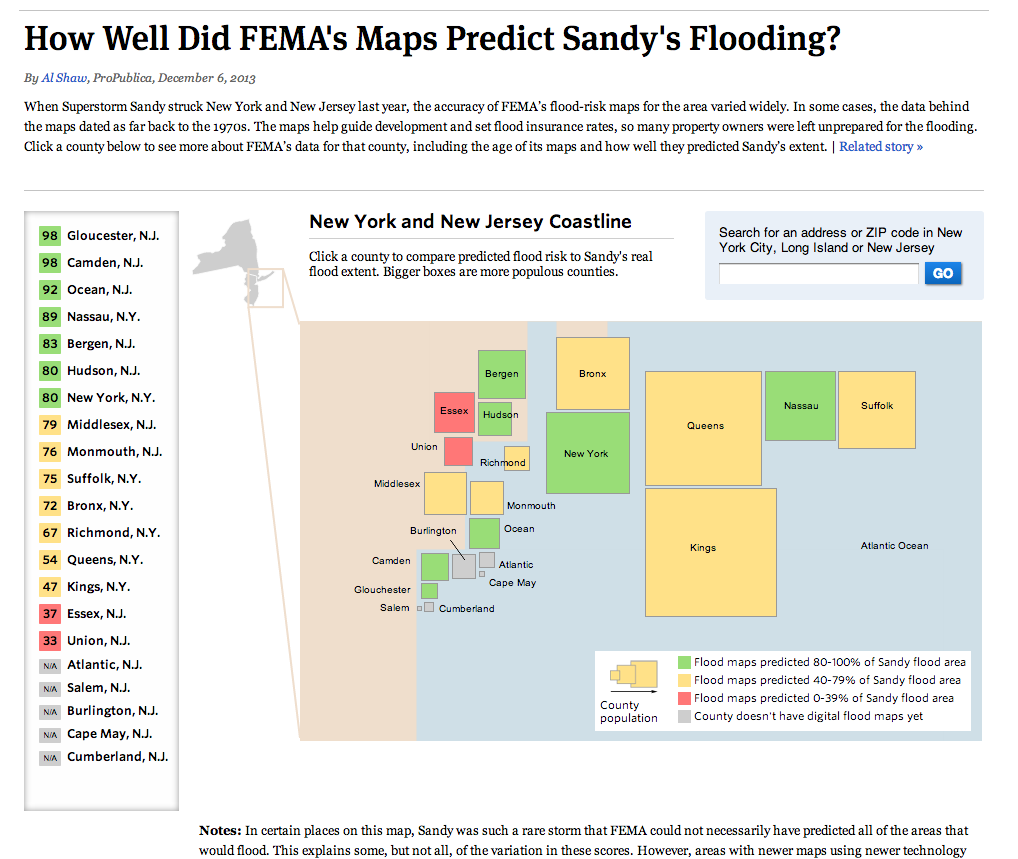 How Well Did FEMA's Maps Predict Sandy's Flooding?
By Al Shaw, ProPublica, December 6, 2013
When Superstorm Sandy struck New York and New Jersey last year, the accuracy of FEMA's flood-risk maps for the area varied widely. In some cases, the data behind
the maps dated as far back to the 1970s. The maps help guide development and set flood insurance rates, so many property owners were left unprepared for the flooding.
Click a county below to see more about FEMA's data for that county, including the age of its maps and how well they predicted Sandy's extent. | Related story »
98 Gloucester, N.J.
98 Camden, N.J.
92 Ocean, N.J.
89 Nassau, N.Y.
83 Bergen, N.J.
80 Hudson, N.J.
80 New York, N.Y.
79 Middlesex, N.J.
76 Monmouth, N.J.
75 Suffolk, N.Y.
72 Bronx, N.Y.
67 Richmond, N.Y.
54 Queens, N.Y.
47 Kings, N.Y.
37 Essex, N.J.
33 Union, N.J.
N/A Atlantic, N.J.
N/A Salem, N.J.
N/A Burlington, N.J.
N/A Cape May, N.J.
N/A Cumberland, N.J.
New York and New Jersey Coastline
Click a county to compare predicted flood risk to Sandy's real
flood extent. Bigger boxes are more populous counties.
Search for an address or ZIP code in New
York City, Long Island or New Jersey
GO
Bergen
Bronx
Essex
Hudson
Queens
Nassau
Suffolk
Union
New York
Richmond
Middlesex
Monmouth
Burlington
Ocean
Kings
Atlantic Ocean
Camden
Atlantic
Cape May
Glouchester
Salem
Cumberland
County
population
Flood maps predicted 80-100% of Sandy flood area
Flood maps predicted 40-79% of Sandy flood area
Flood maps predicted 0-39% of Sandy flood area
County doesn't have digital flood maps yet
Notes: In certain places on this map, Sandy was such a rare storm that FEMA could not necessarily have predicted all of the areas that
would flood. This explains some, but not all, of the variation in these scores. However, areas with newer maps using newer technology